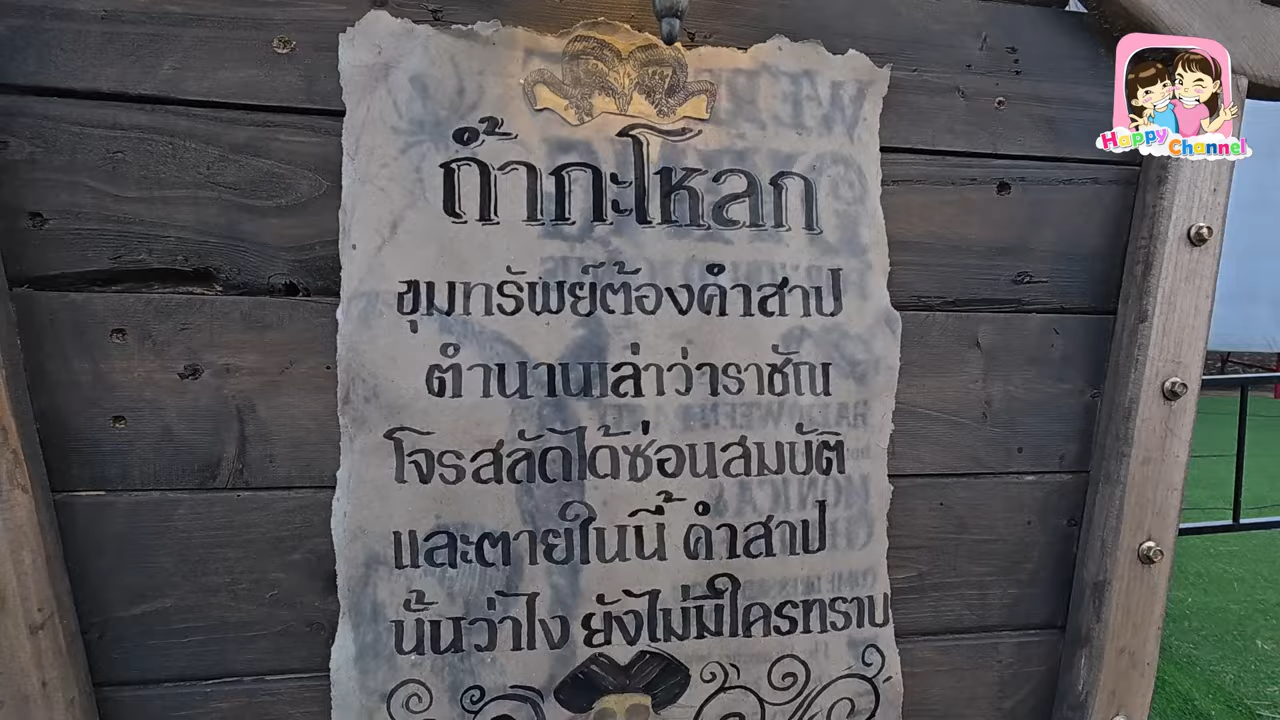 Happy
Channel
ถ้ำกะโหลก
ขุมทรัพย์ต้องคำสาป
ตำนานเล่าว่าราชัณ
โจรสลัดได้ซ่อนสมบัติ
และตายในนี้ คำสาป
นั้นว่าไง ยังไม่มีใครทราบ